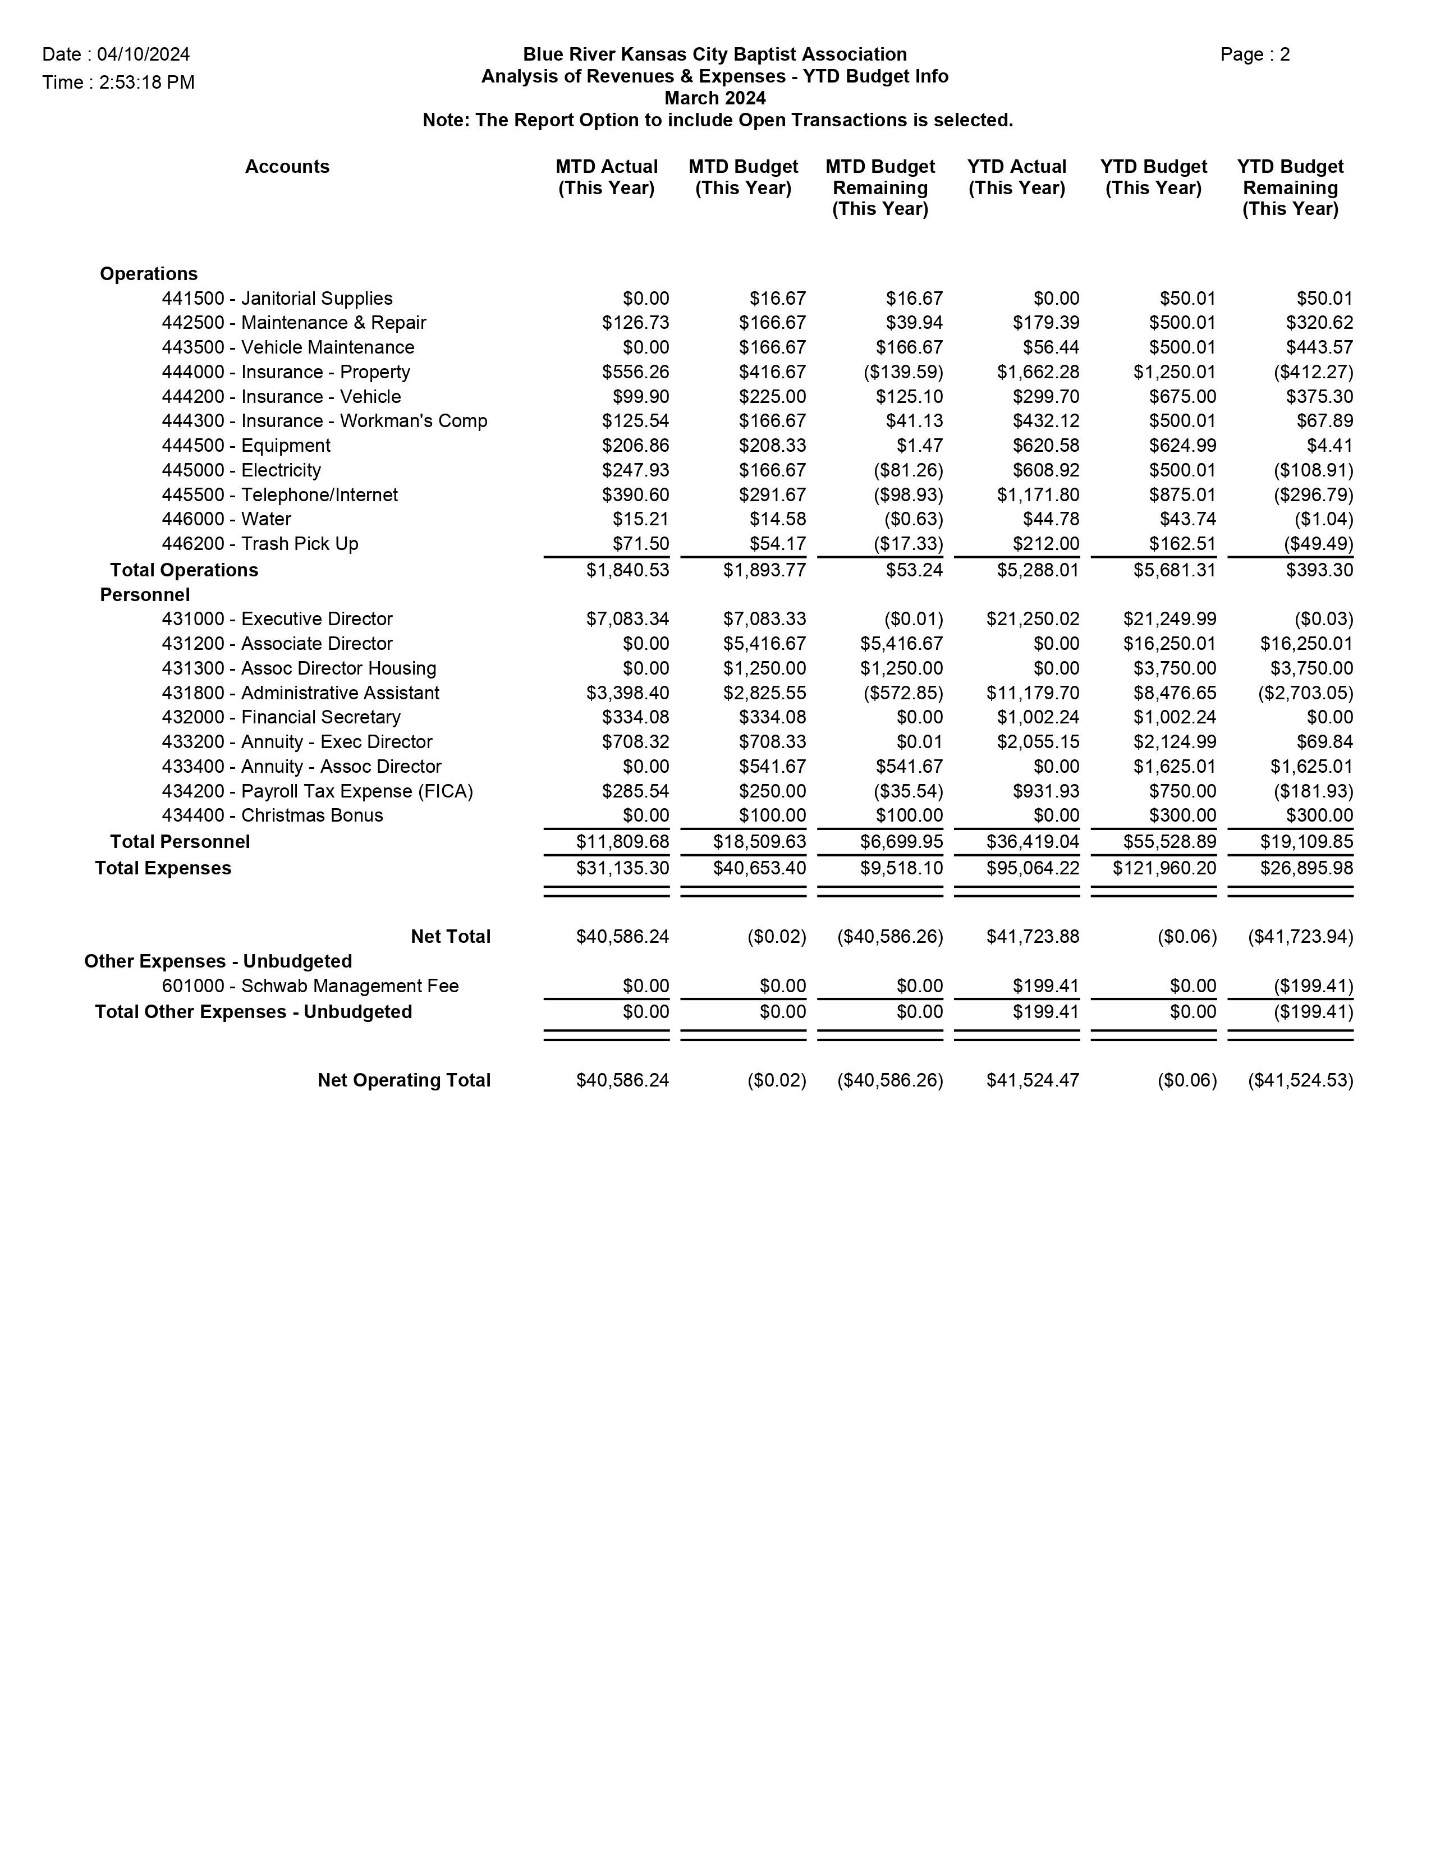 Date : 04/10/2024
Time : 2:53:18 PM
Blue River Kansas City Baptist Association
Analysis of Revenues & Expenses - YTD Budget Info
March 2024
Note: The Report Option to include Open Transactions is selected.
Page : 2
Accounts MTD Actual MTD Budget MTD Budget YTD Actual YTD Budget YTD Budget
(This Year) (This Year) Remaining (This Year) (This Year) Remaining
(This Year) (This Year)
Operations
441500 - Janitorial Supplies $0.00 $16.67 $16.67 $0.00 $50.01 $50.01
442500 - Maintenance & Repair $126.73 $166.67 $39.94 $179.39 $500.01 $320.62
443500 - Vehicle Maintenance $0.00 $166.67 $166.67 $56.44 $500.01 $443.57
444000 - Insurance - Property $556.26 $416.67 ($139.59) $1,662.28 $1,250.01 ($412.27)
444200 - Insurance - Vehicle $99.90 $225.00 $125.10 $299.70 $675.00 $375.30
444300 - Insurance - Workman's Comp $125.54 $166.67 $41.13 $432.12 $500.01 $67.89
444500 - Equipment $206.86 $208.33 $1.47 $620.58 $624.99 $4.41
445000 - Electricity $247.93 $166.67 ($81.26) $608.92 $500.01 ($108.91)
445500 - Telephone/Internet $390.60 $291.67 ($98.93) $1,171.80 $875.01 ($296.79)
446000 - Water $15.21 $14.58 ($0.63) $44.78 $43.74 ($1.04)
446200 - Trash Pick Up $71.50 $54.17 ($17.33) $212.00 $162.51 ($49.49)
Total Operations $1,840.53 $1,893.77 $53.24 $5,288.01 $5,681.31 $393.30
Personnel
431000 - Executive Director $7,083.34 $7,083.33 ($0.01) $21,250.02 $21,249.99 ($0.03)
431200 - Associate Director $0.00 $5,416.67 $5,416.67 $0.00 $16,250.01 $16,250.01
431300 - Assoc Director Housing $0.00 $1,250.00 $1,250.00 $0.00 $3,750.00 $3,750.00
431800 - Administrative Assistant $3,398.40 $2,825.55 ($572.85) $11,179.70 $8,476.65 ($2,703.05)
432000 - Financial Secretary $334.08 $334.08 $0.00 $1,002.24 $1,002.24 $0.00
433200 - Annuity - Exec Director $708.32 $708.33 $0.01 $2,055.15 $2,124.99 $69.84
433400 - Annuity - Assoc Director $0.00 $541.67 $541.67 $0.00 $1,625.01 $1,625.01
434200 - Payroll Tax Expense (FICA) $285.54 $250.00 ($35.54) $931.93 $750.00 ($181.93)
434400 - Christmas Bonus $0.00 $100.00 $100.00 $0.00 $300.00 $300.00
Total Personnel $11,809.68 $18,509.63 $6,699.95 $36,419.04 $55,528.89 $19,109.85
Total Expenses $31,135.30 $40,653.40 $9,518.10 $95,064.22 $121,960.20 $26,895.98
Net Total $40,586.24 ($0.02) ($40,586.26) $41,723.88 ($0.06) ($41,723.94)
Other Expenses - Unbudgeted
601000 - Schwab Management Fee $0.00 $0.00 $0.00 $199.41 $0.00 ($199.41)
Total Other Expenses - Unbudgeted $0.00 $0.00 $0.00 $199.41 $0.00 ($199.41)
Net Operating Total $40,586.24 ($0.02) ($40,586.26) $41,524.47 ($0.06) ($41,524.53)